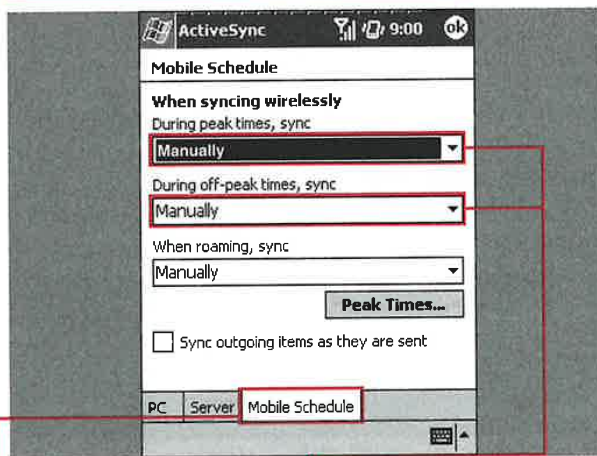 ActiveSync 9:00 ok
Mobile Schedule
When syncing wirelessly
During peak times, sync
Manually
During off-peak times, sync
Manually
When roaming, sync
Manually
Peak Times...
Sync outgoing items as they are sent
PC Server Mobile Schedule